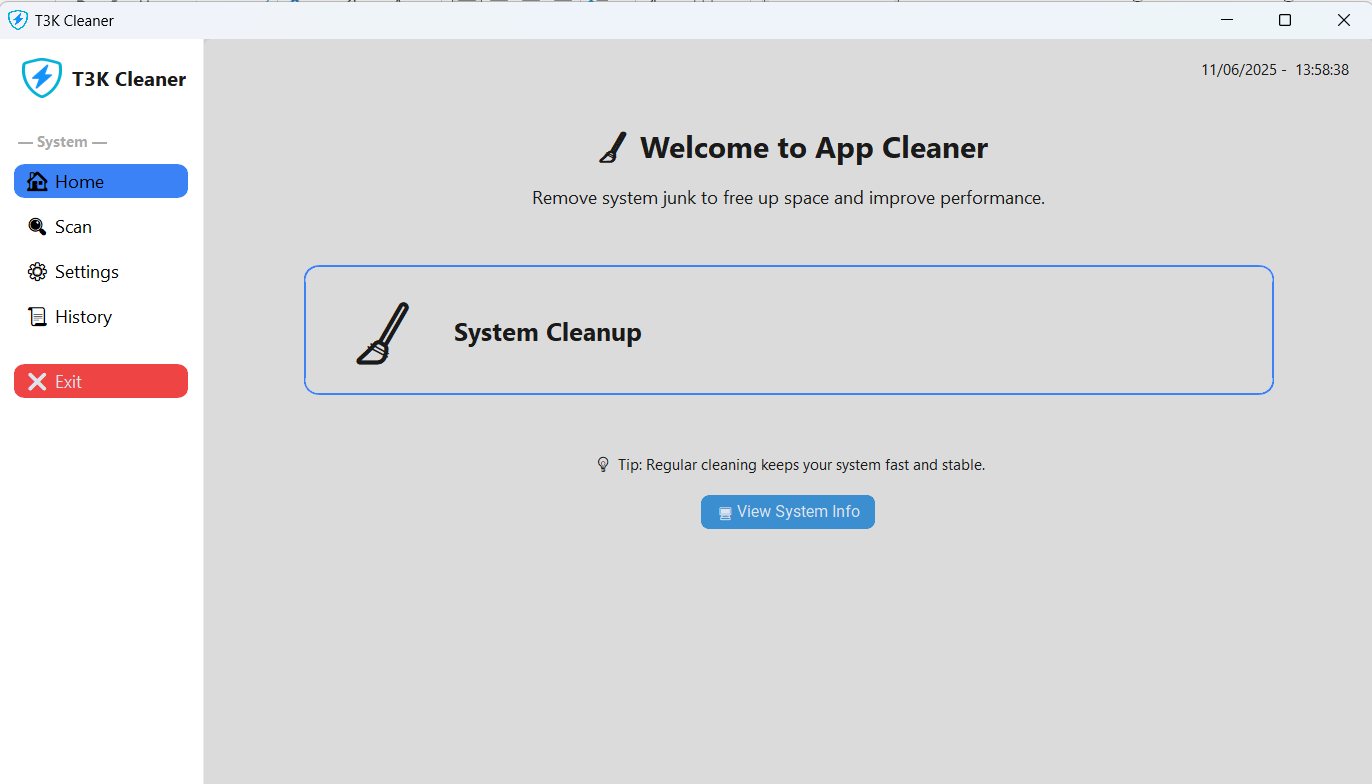 T3K Cleaner
T3K Cleaner
— System —
Home
Scan
Settings
History
Exit
11/06/2025 - 13:58:38
Welcome to App Cleaner
Remove system junk to free up space and improve performance.
System Cleanup
Tip: Regular cleaning keeps your system fast and stable.
View System Info